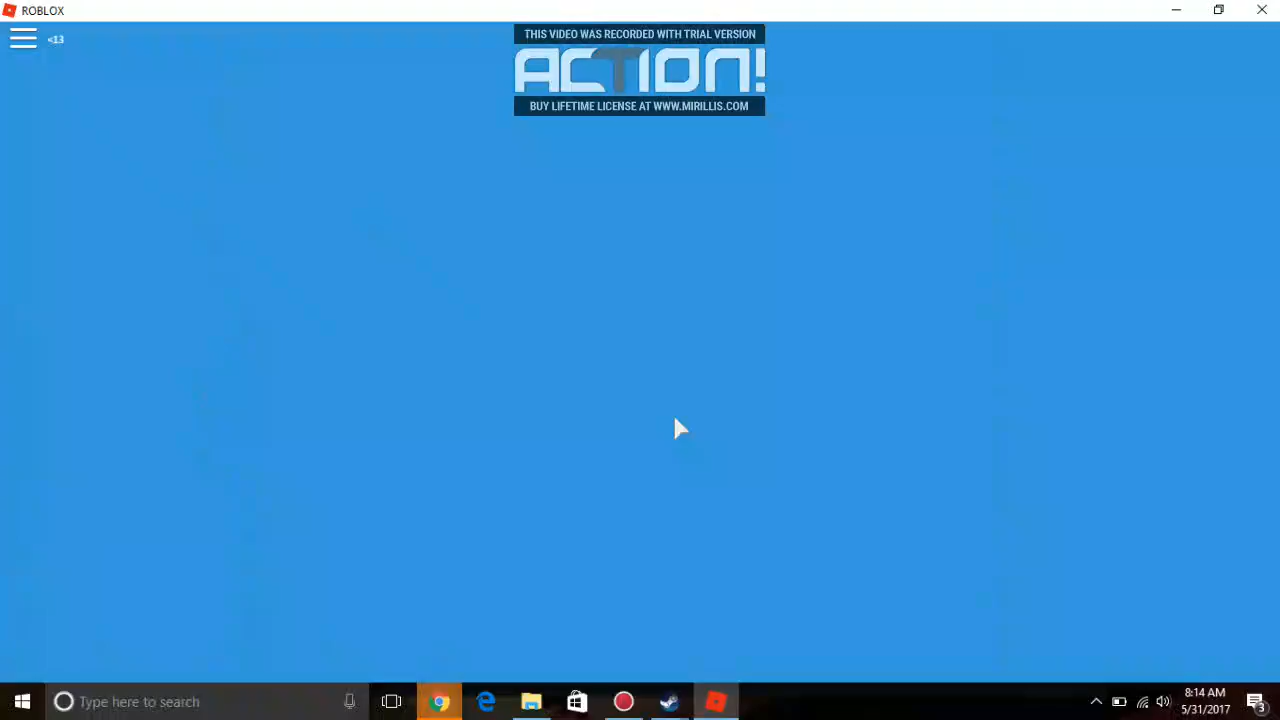 ROBLOX
<13
THIS VIDEO WAS RECORDED WITH TRIAL VERSION
ACTION!
BUY LIFETIME LICENSE AT WWW.MIRILLIS.COM
Type here to search
8:14 AM
5/31/2017
3